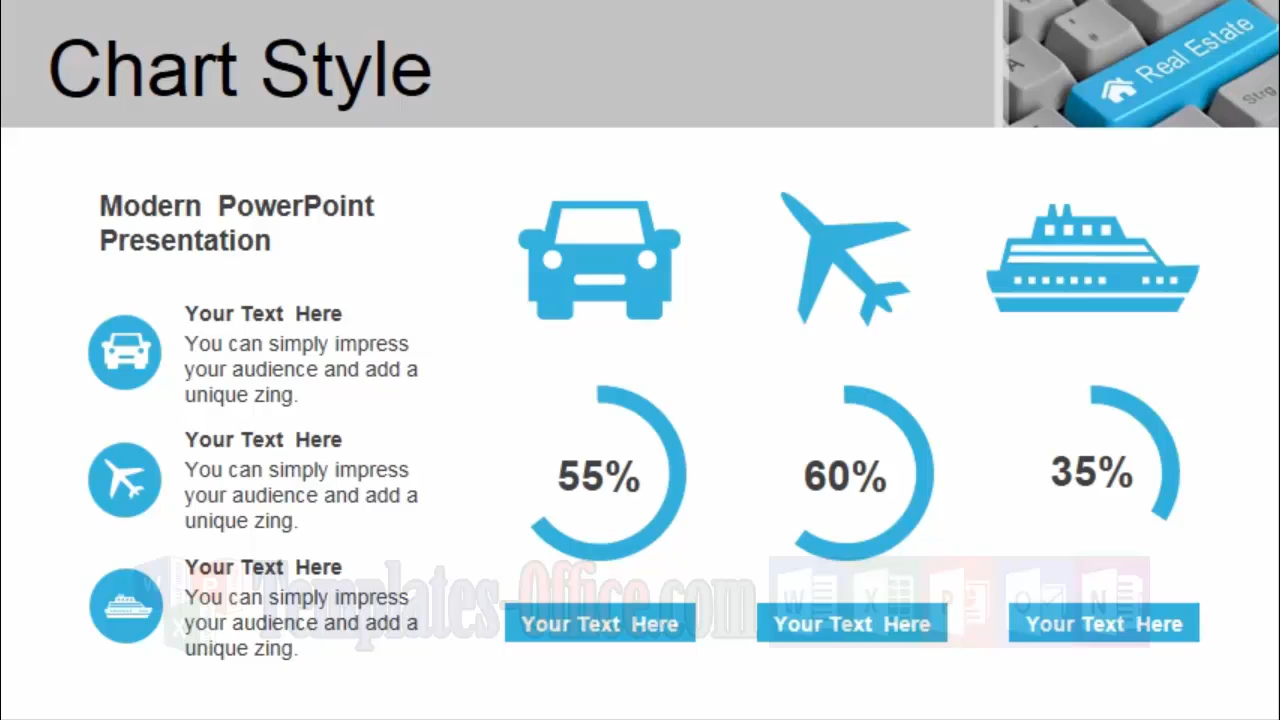 Chart Style
Real Estate
A
Strg
Modern PowerPoint
Presentation
Your Text Here
You can simply impress
your audience and add a
unique zing.
Your Text Here
You can simply impress
your audience and add a
unique zing.
Your Text Here
You can simply impress
your audience and add a
unique zing.
55%
60%
35%
Your Text Here
Your Text Here
Your Text Here
Templates-Office.com